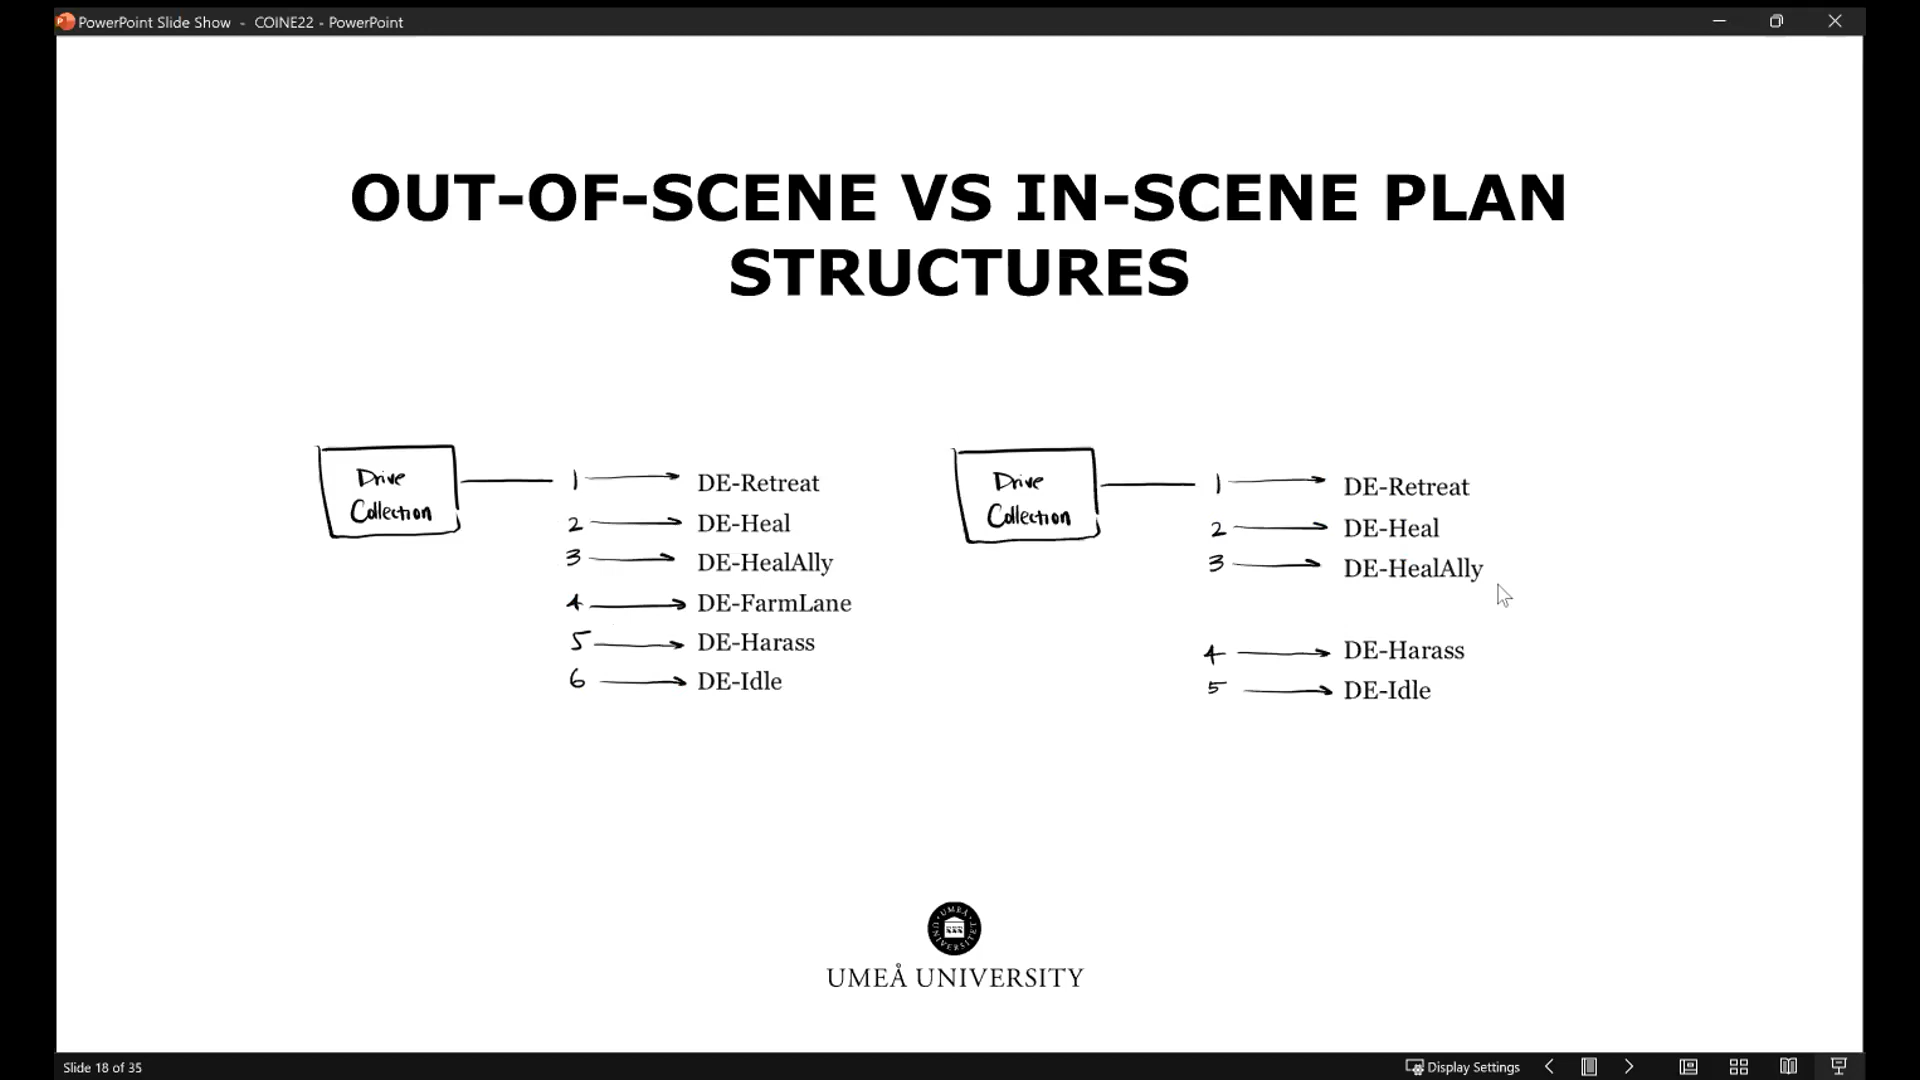 PowerPoint Slide Show - COINE22 - PowerPoint
OUT-OF-SCENE VS IN-SCENE PLAN
STRUCTURES
Drive
Collection
1 DE-Retreat
2 DE-Heal
3 DE-HealAlly
4 DE-FarmLane
5 DE-Harass
6 DE-Idle
Drive
Collection
1 DE-Retreat
2 DE-Heal
3 DE-HealAlly
4 DE-Harass
5 DE-Idle
UMEÅ UNIVERSITET
UMEÅ UNIVERSITY
Slide 18 of 35
Display Settings